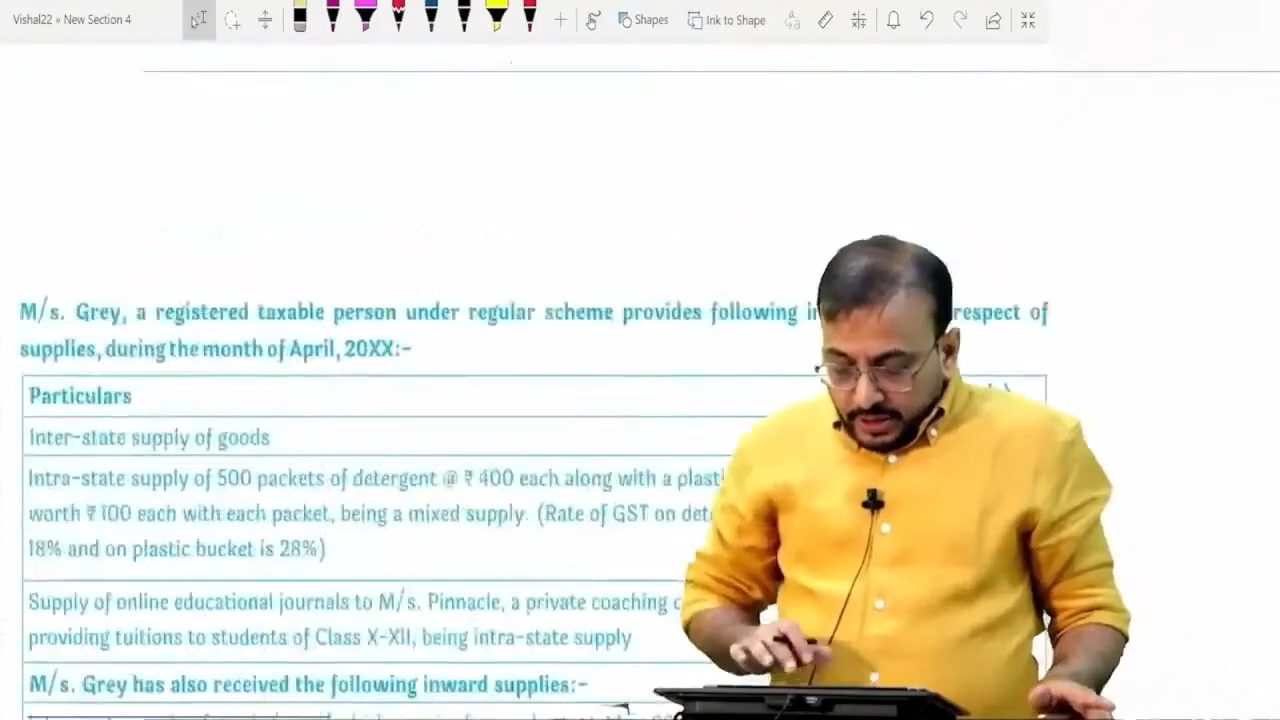 Vishal22 » New Section 4
Shapes
Ink to Shape
M/s. Grey, a registered taxable person under regular scheme provides following respect of
supplies, during the month of April, 20XX:-
Particulars
Inter-state supply of goods
Intra-state supply of 500 packets of detergent @ ₹ 400 each along with a
worth ₹ 100 each with each packet, being a mixed supply. (Rate of GST on
18% and on plastic bucket is 28%)
Supply of online educational journals to M/s. Pinnacle, a private coaching
providing tuitions to students of Class X-XII, being intra-state supply
M/s. Grey has also received the following inward supplies:-